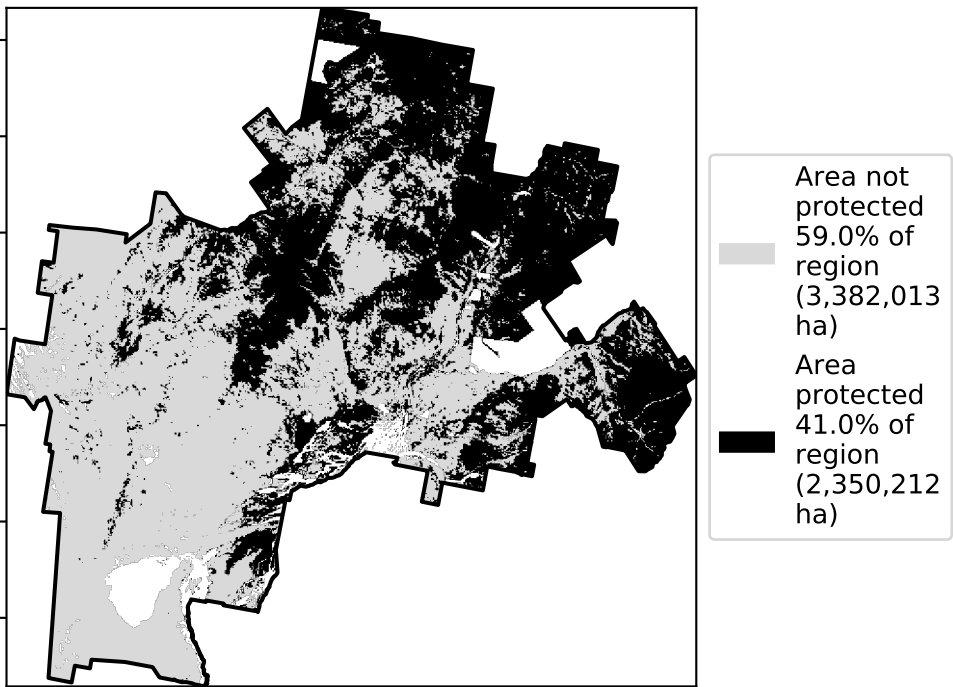 Area not
protected
59.0% of
region
(3,382,013
ha)
Area
protected
41.0% of
region
(2,350,212
ha)